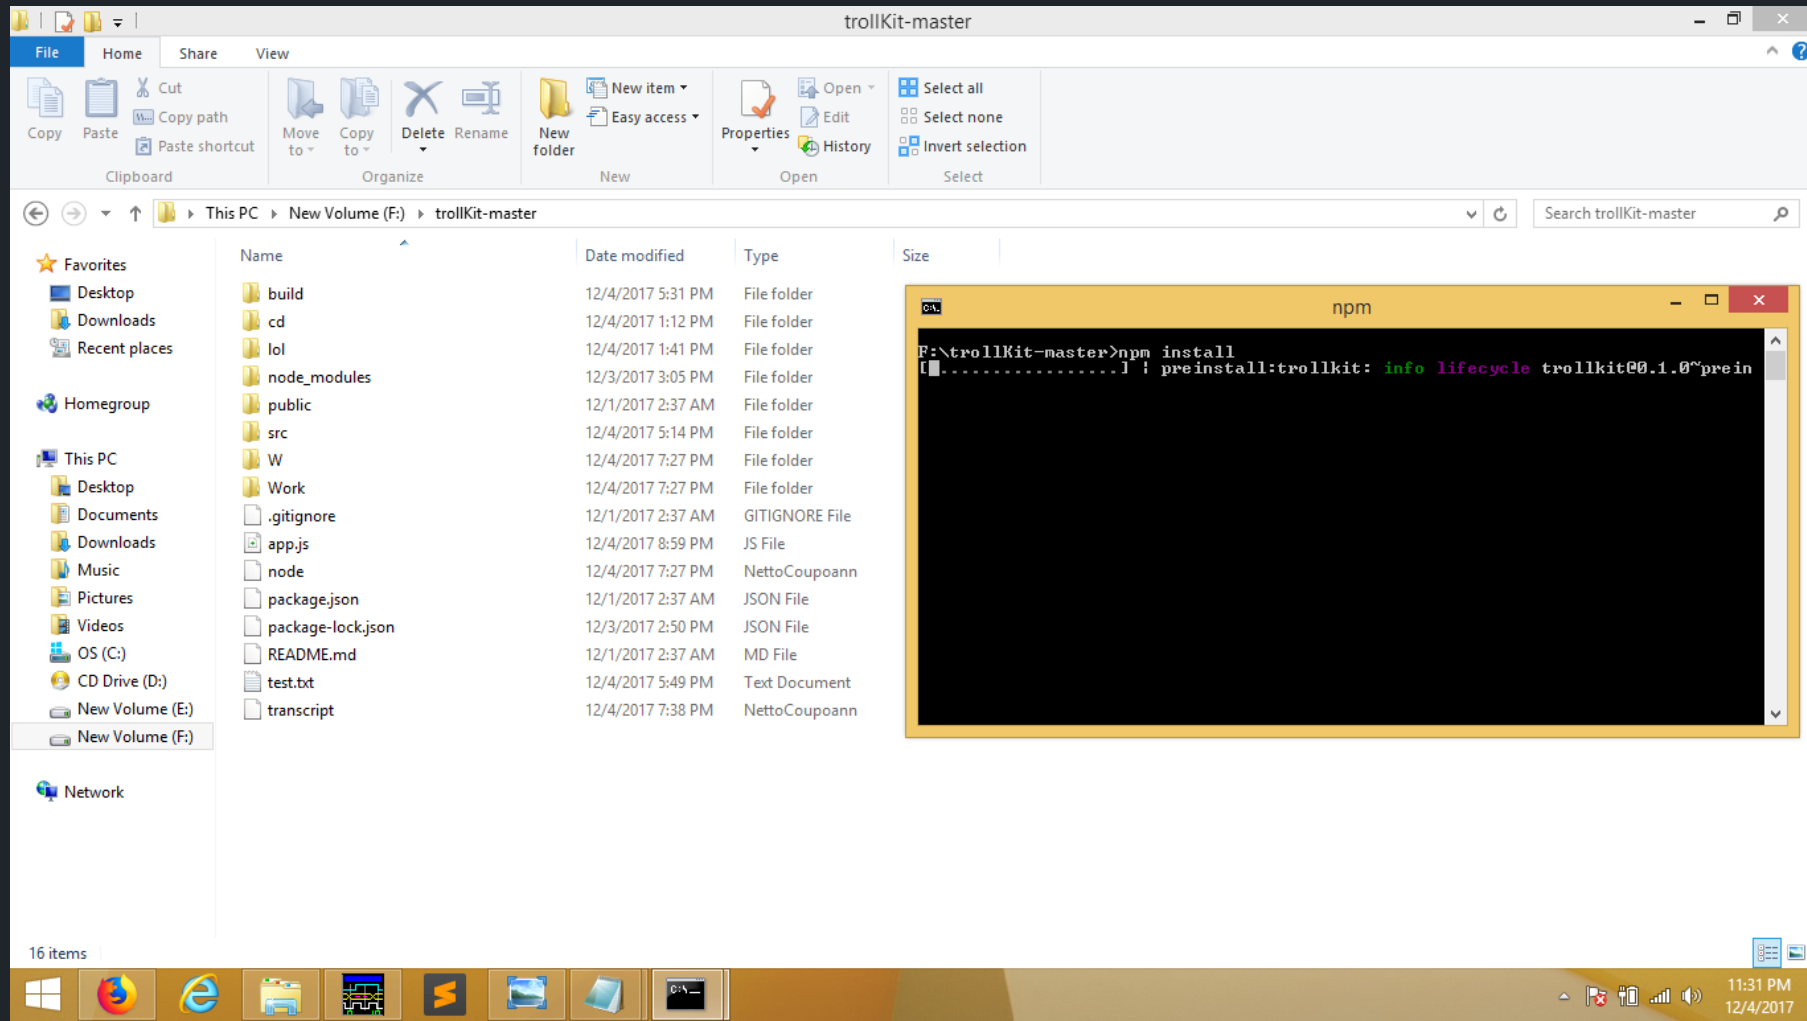 trollKit-master
File Home Share View
Copy
Paste
Cut
Copy path
Paste shortcut
Clipboard
Move to
Copy to
Delete
Rename
Organize
New folder
New item
Easy access
New
Properties
Open
Edit
History
Open
Select all
Select none
Invert selection
Select
This PC New Volume (F:) trollKit-master
Search trollKit-master
Favorites
Desktop
Downloads
Recent places
Homegroup
This PC
Desktop
Documents
Downloads
Music
Pictures
Videos
OS (C:)
CD Drive (D:)
New Volume (E:)
New Volume (F:)
Network
Name Date modified Type Size
build 12/4/2017 5:31 PM File folder
cd 12/4/2017 1:12 PM File folder
lol 12/4/2017 1:41 PM File folder
node_modules 12/3/2017 3:05 PM File folder
public 12/1/2017 2:37 AM File folder
src 12/4/2017 5:14 PM File folder
W 12/4/2017 7:27 PM File folder
Work 12/4/2017 7:27 PM File folder
.gitignore 12/1/2017 2:37 AM GITIGNORE File
app.js 12/4/2017 8:59 PM JS File
node 12/4/2017 7:27 PM NettoCoupoann
package.json 12/1/2017 2:37 AM JSON File
package-lock.json 12/3/2017 2:50 PM JSON File
README.md 12/1/2017 2:37 AM MD File
test.txt 12/4/2017 5:49 PM Text Document
transcript 12/4/2017 7:38 PM NettoCoupoann
C:\.
npm
F:\trollKit-master>npm install
[.................] ¦ preinstall:trollkit: info lifecycle trollkit@0.1.0~prein
16 items
C:\_
11:31 PM
12/4/2017